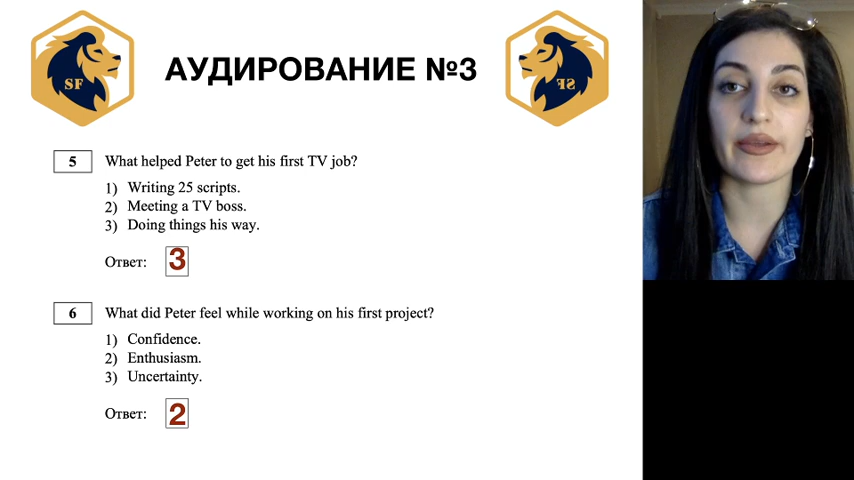 SF
АУДИРОВАНИЕ №3
SF
5 What helped Peter to get his first TV job?
1) Writing 25 scripts.
2) Meeting a TV boss.
3) Doing things his way.
Ответ: 3
6 What did Peter feel while working on his first project?
1) Confidence.
2) Enthusiasm.
3) Uncertainty.
Ответ: 2